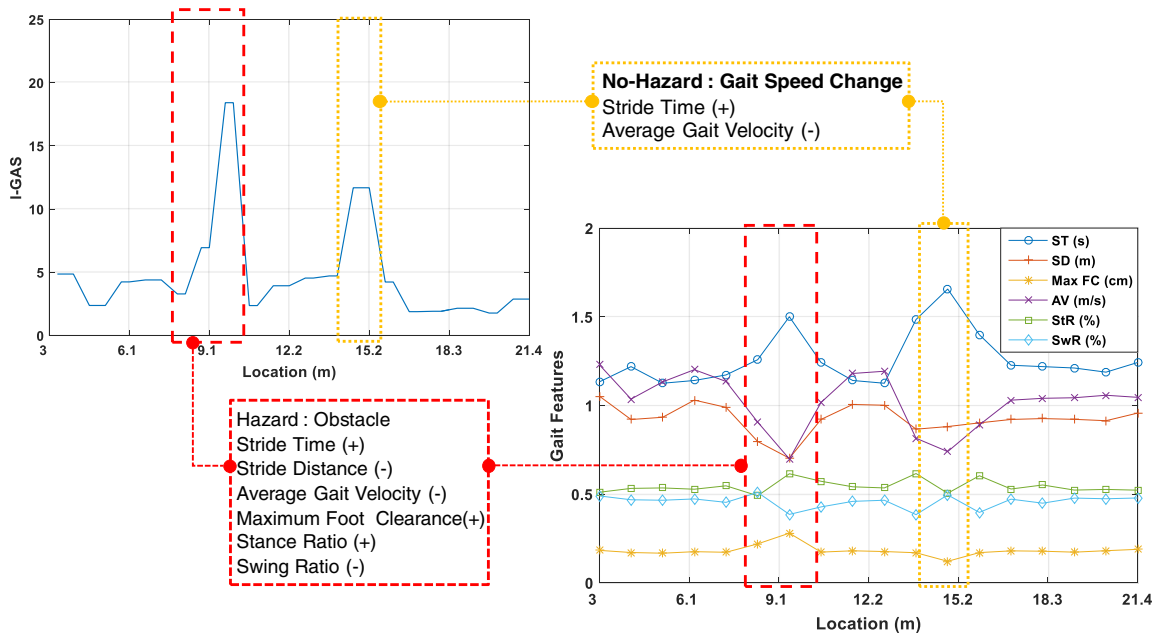 25
20
15
10
5
0
I-GAS
3
6.1
9.1
12.2
15.2
18.3
21.4
Location (m)
No-Hazard : Gait Speed Change
Stride Time (+)
Average Gait Velocity (-)
Hazard : Obstacle
Stride Time (+)
Stride Distance (-)
Average Gait Velocity (-)
Maximum Foot Clearance(+)
Stance Ratio (+)
Swing Ratio (-)
2
1.5
1
0.5
0
Gait Features
ST (s)
SD (m)
Max FC (cm)
AV (m/s)
StR (%)
SwR (%)
3
6.1
9.1
12.2
15.2
18.3
21.4
Location (m)